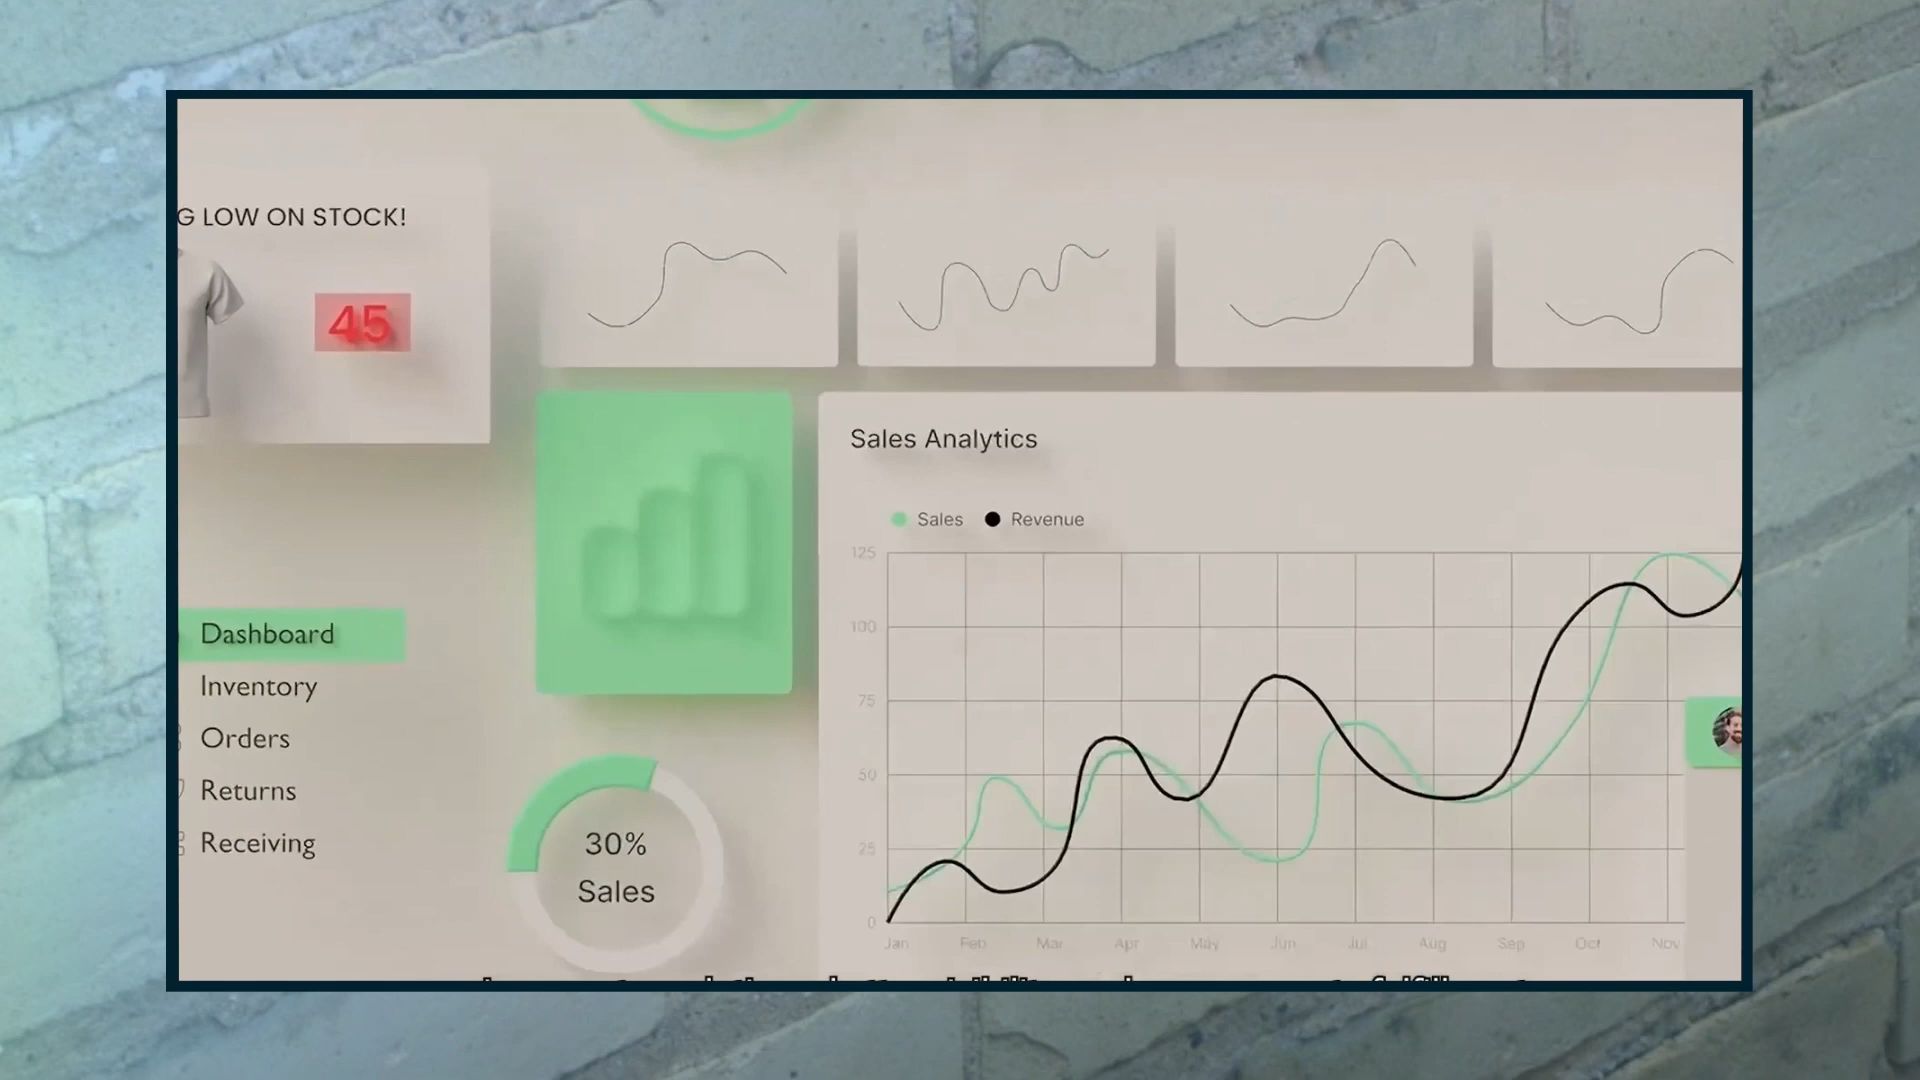 G LOW ON STOCK!
45
Dashboard
Inventory
Orders
Returns
Receiving
30%
Sales
Sales Analytics
Sales Revenue
125
100
75
50
25
0
Jan Feb Mar Apr May Jun Jul Aug Sep Oct Nov